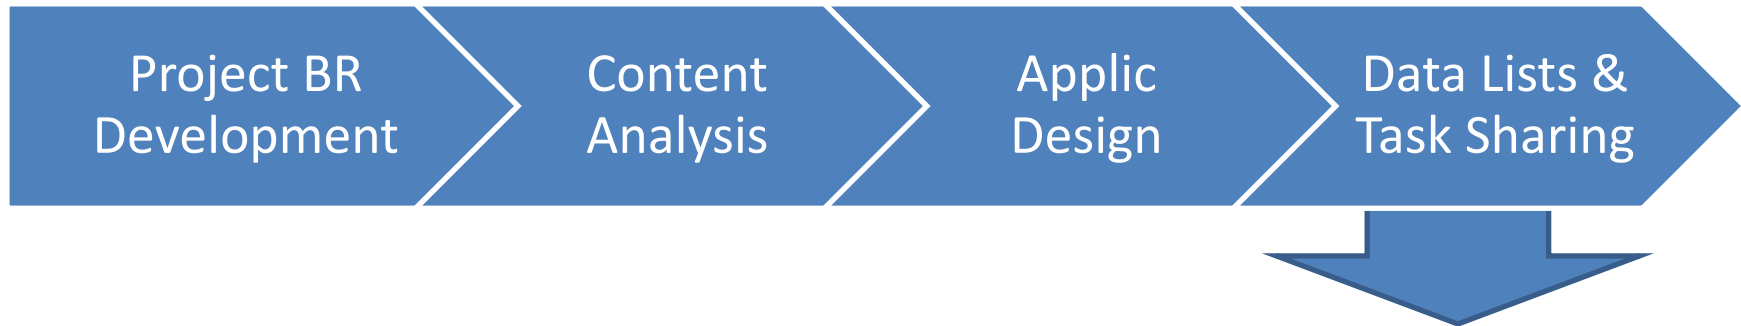 Project BR
Development
Content
Analysis
Applic
Design
Data Lists &
Task Sharing